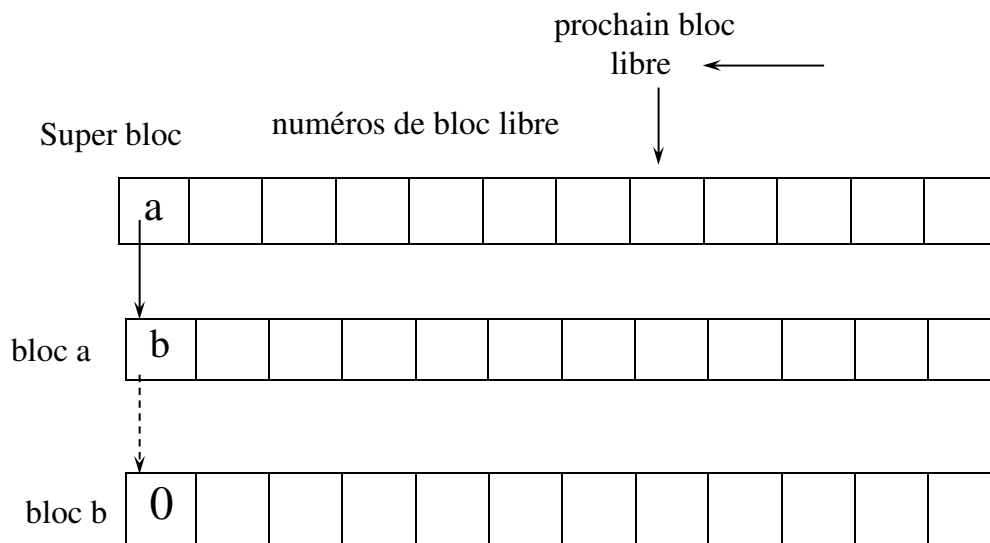 prochain bloc
libre
Super bloc
numéros de bloc libre
a
bloc a
b
bloc b
0